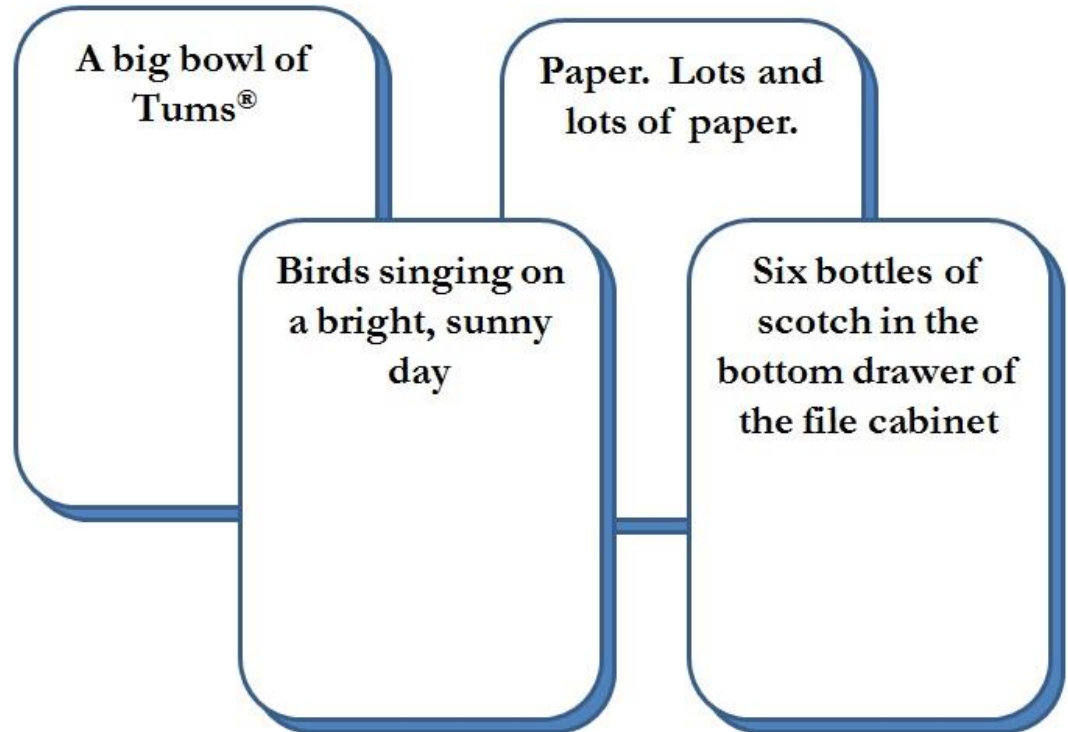 A big bowl of
Tums®
Paper.  Lots and
lots of paper.
Birds singing on
a bright, sunny
day
Six bottles of
scotch in the
bottom drawer of
the file cabinet